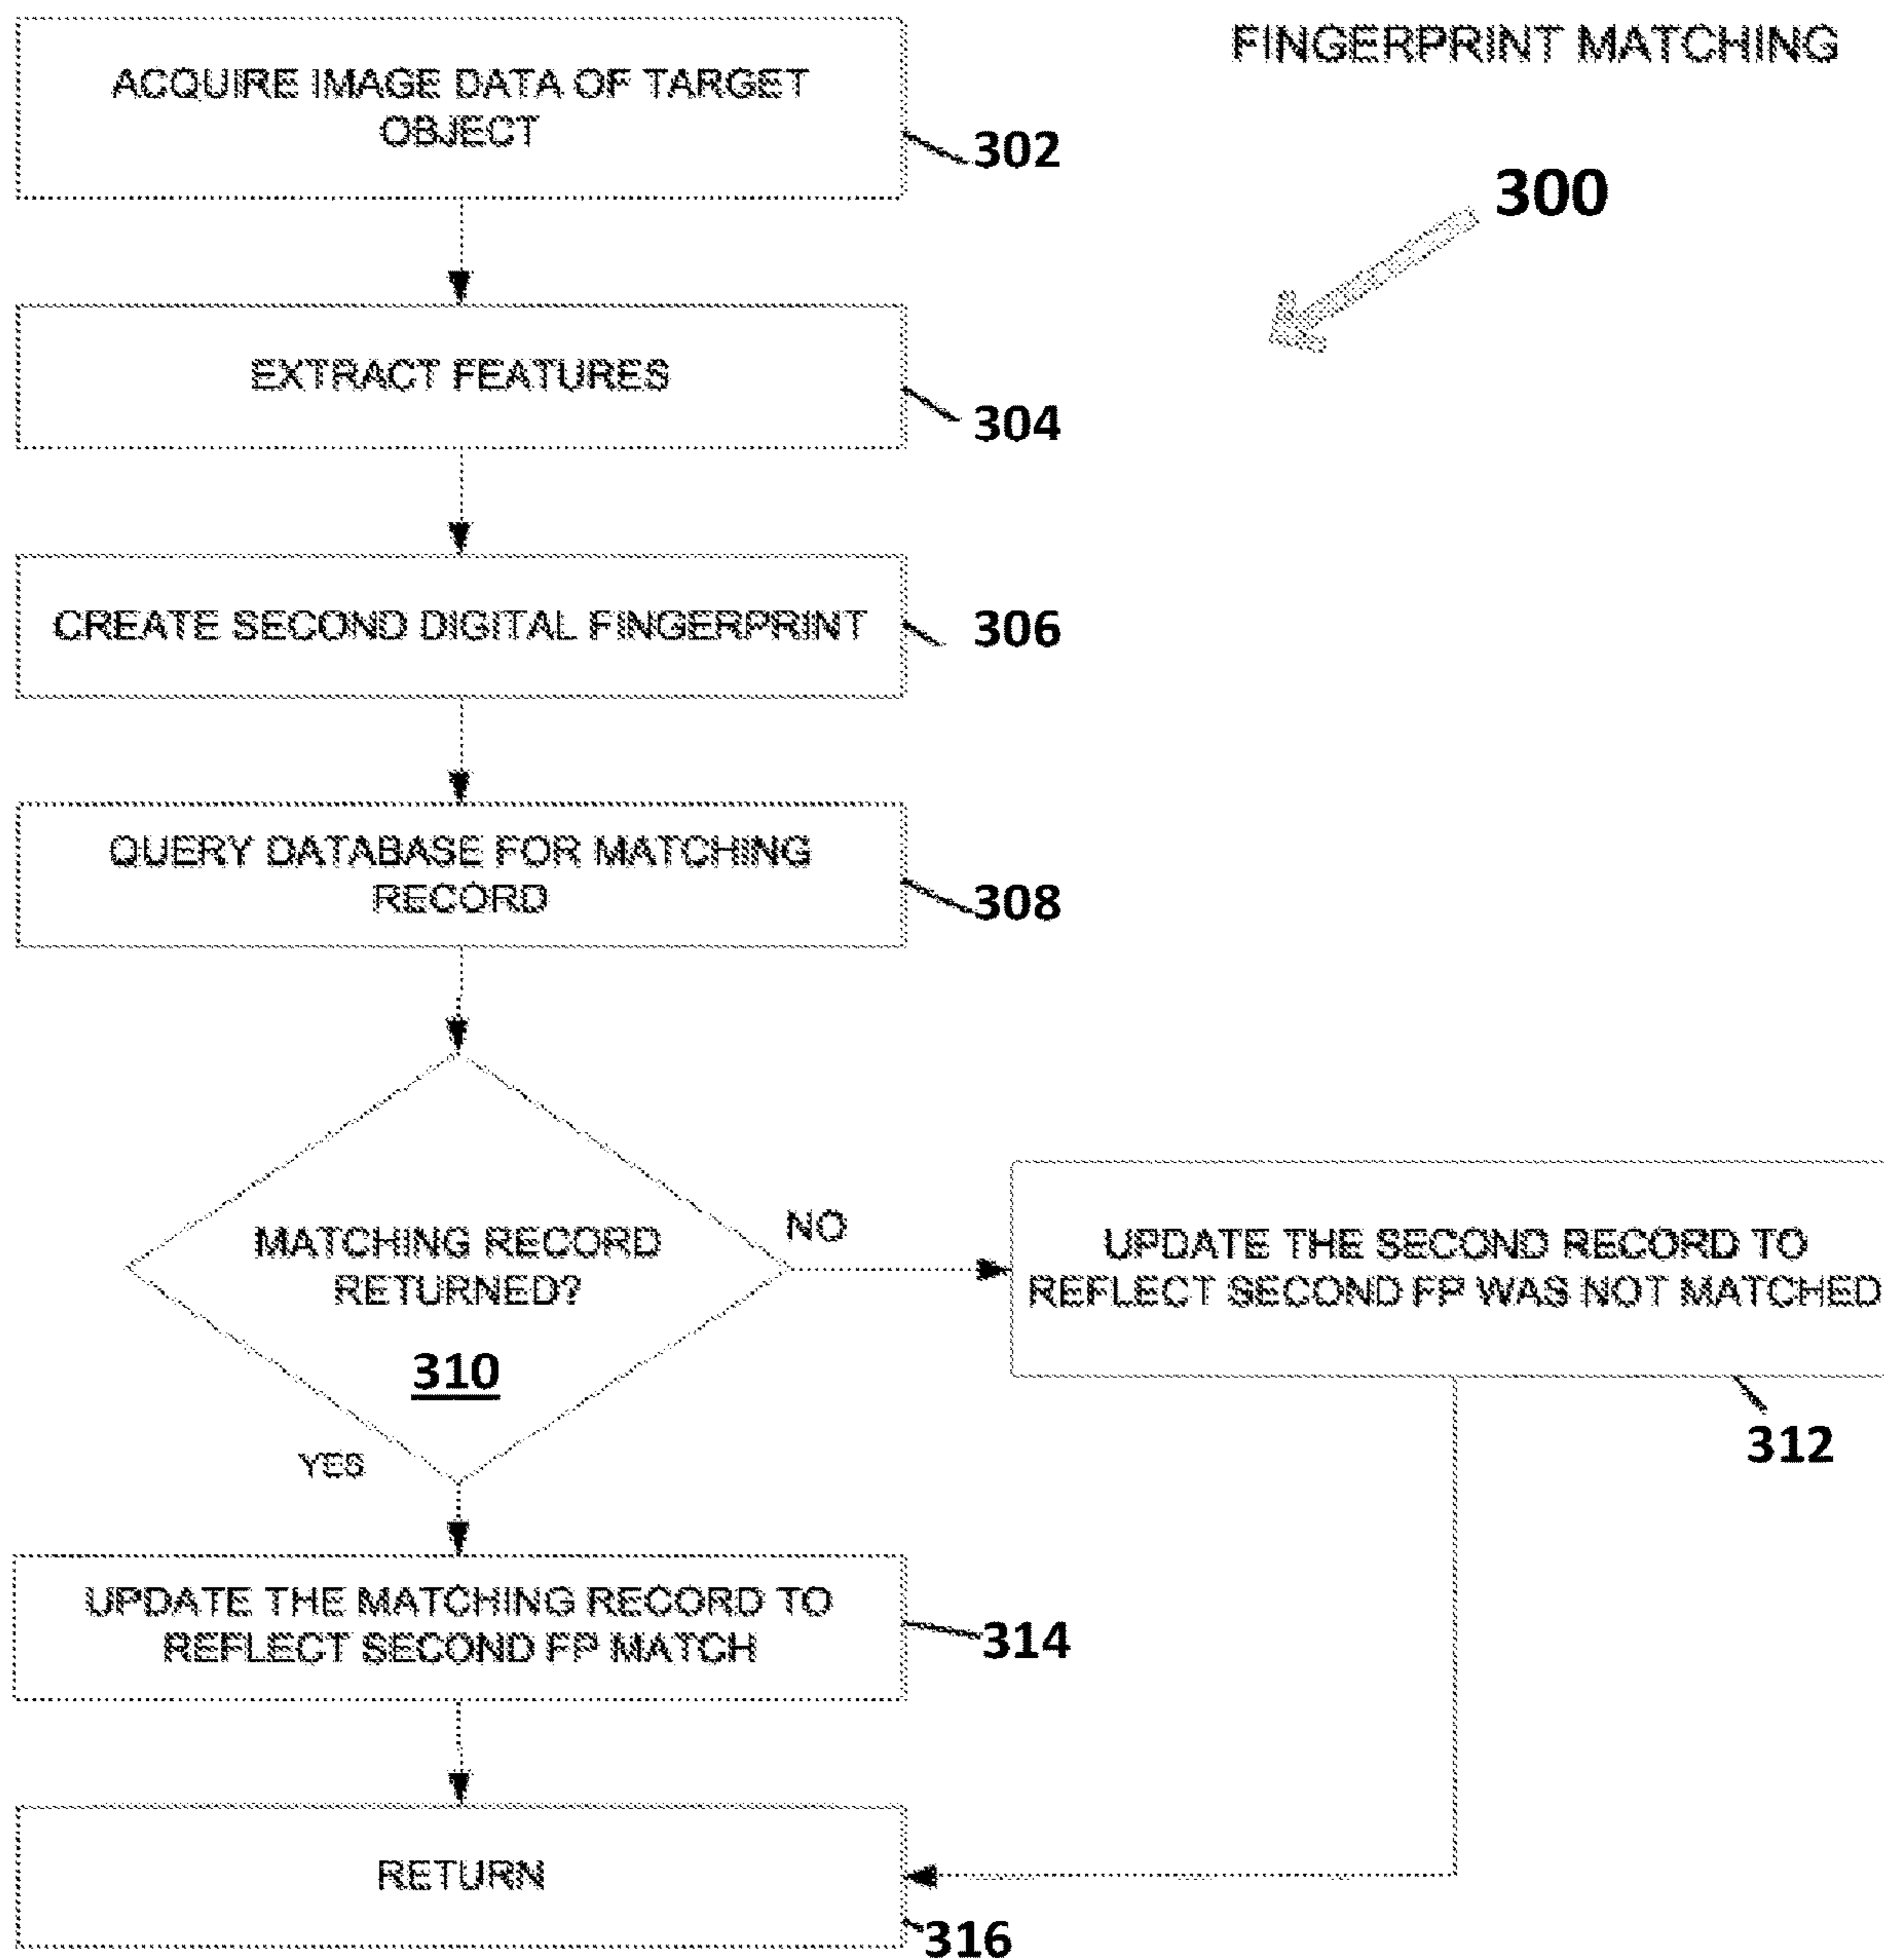 FINGERPRINT MATCHING
300
ACQUIRE IMAGE DATA OF TARGET
OBJECT
302
EXTRACT FEATURES
304
CREATE SECOND DIGITAL FINGERPRINT
306
QUERY DATABASE FOR MATCHING
RECORD
308
MATCHING RECORD
RETURNED?
310
NO
UPDATE THE SECOND RECORD TO
REFLECT SECOND FP WAS NOT MATCHED
312
YES
UPDATE THE MATCHING RECORD TO
REFLECT SECOND FP MATCH
314
RETURN
316